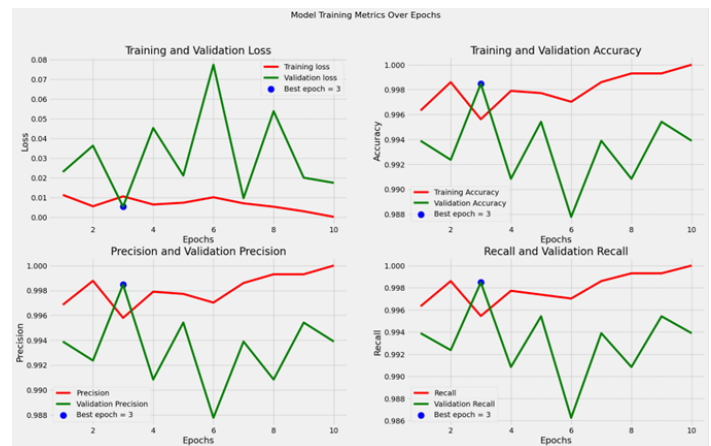 Model Training Metrics Over Epochs
Training and Validation Loss
Loss
0.08
0.07
0.06
0.05
0.04
0.03
0.02
0.01
0.00
Training loss
Validation loss
Best epoch = 3
2 4 6 8 10
Epochs
Training and Validation Accuracy
Accuracy
1.000
0.998
0.996
0.994
0.992
0.990
0.988
Training Accuracy
Validation Accuracy
Best epoch = 3
2 4 6 8 10
Epochs
Precision and Validation Precision
Precision
1.000
0.998
0.996
0.994
0.992
0.990
0.988
Precision
Validation Precision
Best epoch = 3
2 4 6 8 10
Epochs
Recall and Validation Recall
Recall
1.000
0.998
0.996
0.994
0.992
0.990
0.988
0.986
Recall
Validation Recall
Best epoch = 3
2 4 6 8 10
Epochs